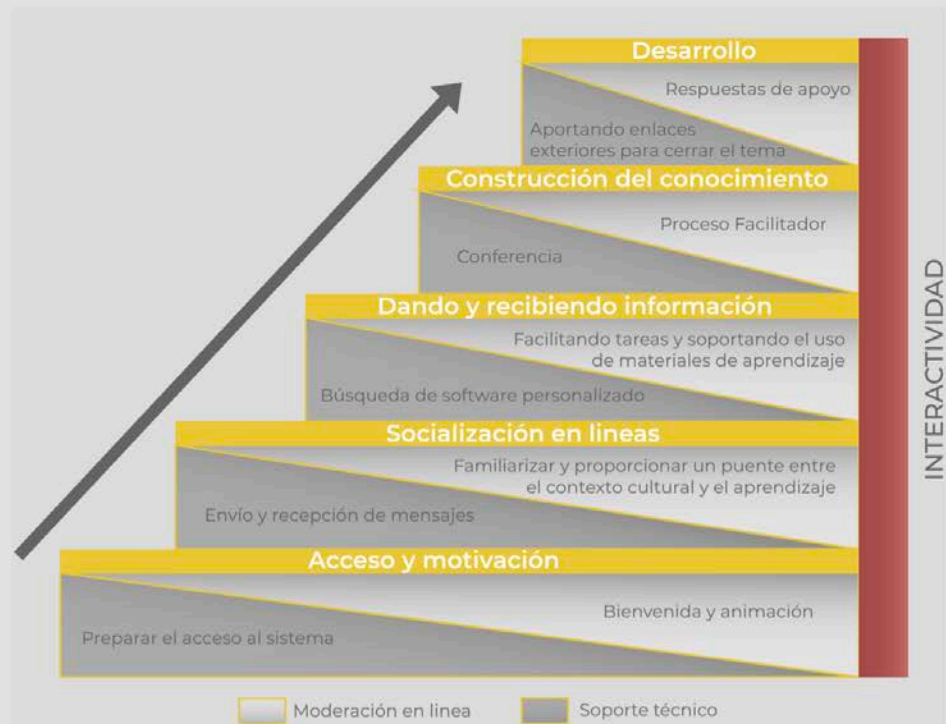 Desarrollo
Respuestas de apoyo
Aportando enlaces
exteriores para cerrar el tema
Construcción del conocimiento
Proceso Facilitador
Conferencia
Dando y recibiendo información
Facilitando tareas y soportando el uso
de materiales de aprendizaje
Búsqueda de software personalizado
Socialización en lineas
Familiarizar y proporcionar un puente entre
el contexto cultural y el aprendizaje
Envío y recepción de mensajes
Acceso y motivación
Bienvenida y animación
Preparar el acceso al sistema
INTERACTIVIDAD
Moderación en linea
Soporte técnico